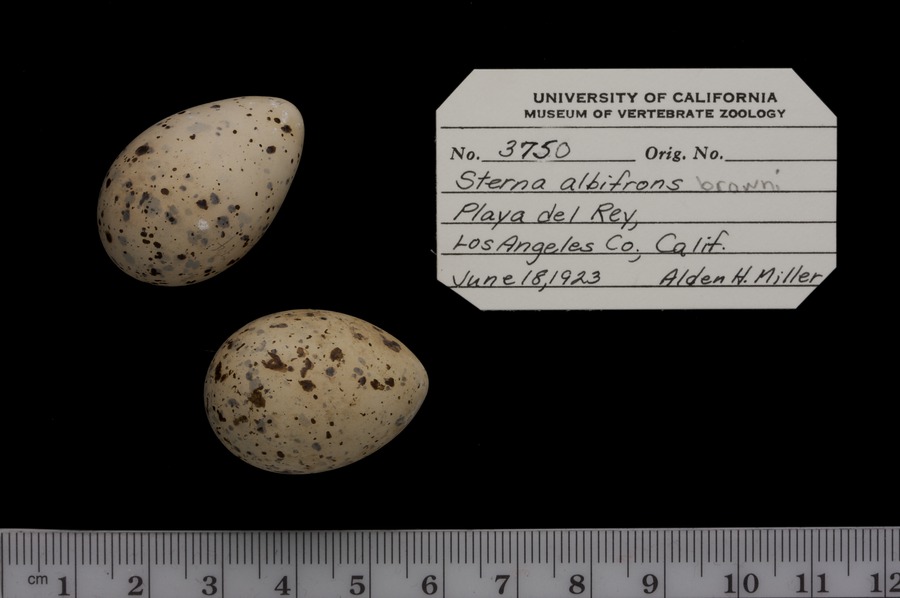 UNIVERSITY OF CALIFORNIA
MUSEUM OF VERTEBRATE ZOOLOGY
No. 3750 Orig. No.
Sterna albifrons browni
Playa del Rey,
Los Angeles Co., Calif.
June 18, 1923 Alden H. Miller
cm 1 2 3 4 5 6 7 8 9 10 11 12